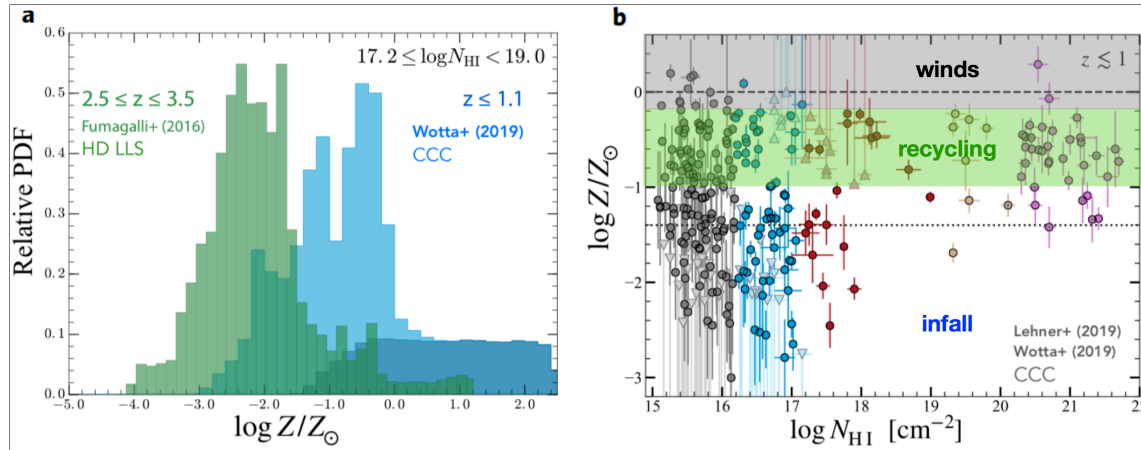 a
17.2 ≤ log N_HI < 19.0
2.5 ≤ z ≤ 3.5
Fumagalli+ (2016)
HD LLS
z ≤ 1.1
Wotta+ (2019)
CCC
Relative PDF
0.6
0.5
0.4
0.3
0.2
0.1
0.0
-5.0 -4.0 -3.0 -2.0 -1.0 0.0 1.0 2.0
log Z/Z⊙
b
z ≲ 1
winds
recycling
infall
Lehner+ (2019)
Wotta+ (2019)
CCC
log Z/Z⊙
0
−1
−2
−3
15 16 17 18 19 20 21 22
log N_HI [cm⁻²]